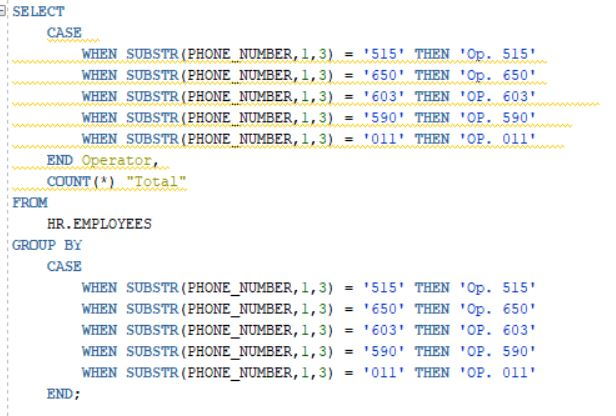 SELECT
CASE
WHEN SUBSTR(PHONE_NUMBER,1,3) = '515' THEN 'Op. 515'
WHEN SUBSTR(PHONE_NUMBER,1,3) = '650' THEN 'Op. 650'
WHEN SUBSTR(PHONE_NUMBER,1,3) = '603' THEN 'OP. 603'
WHEN SUBSTR(PHONE_NUMBER,1,3) = '590' THEN 'OP. 590'
WHEN SUBSTR(PHONE_NUMBER,1,3) = '011' THEN 'OP. 011'
END Operator,
COUNT(*) "Total"
FROM
HR.EMPLOYEES
GROUP BY
CASE
WHEN SUBSTR(PHONE_NUMBER,1,3) = '515' THEN 'Op. 515'
WHEN SUBSTR(PHONE_NUMBER,1,3) = '650' THEN 'Op. 650'
WHEN SUBSTR(PHONE_NUMBER,1,3) = '603' THEN 'OP. 603'
WHEN SUBSTR(PHONE_NUMBER,1,3) = '590' THEN 'OP. 590'
WHEN SUBSTR(PHONE_NUMBER,1,3) = '011' THEN 'OP. 011'
END;